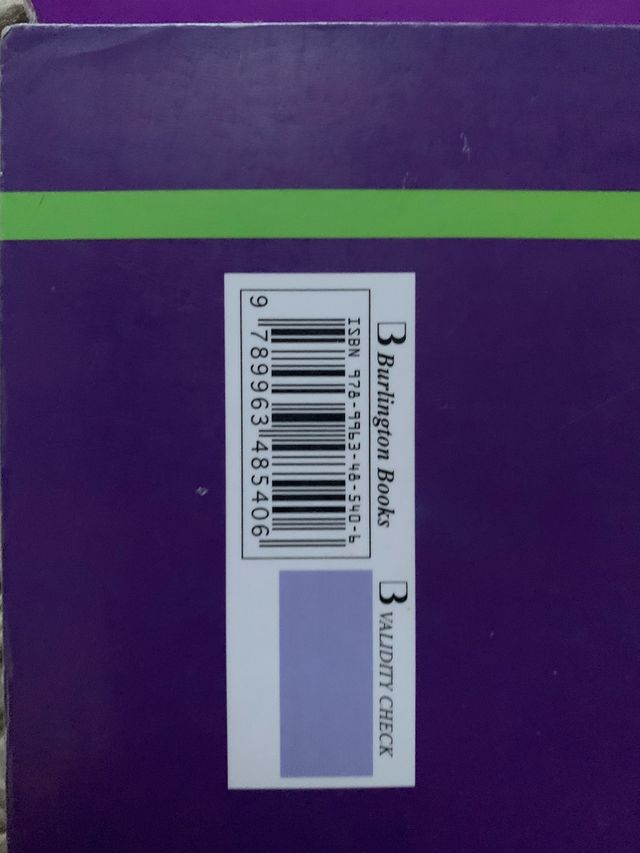 B Burlington Books
ISBN 978-9963-48-540-6
9 789963 485406
B VALIDITY CHECK